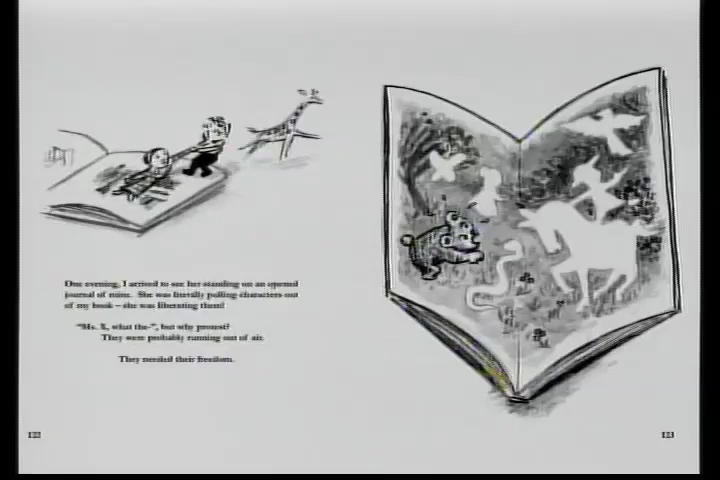 One evening, I arrived to see her standing on an opened
journal of mine. She was literally pulling characters out
of my book – she was liberating them!
"Ms. X, what the-", but why protest?
They were probably running out of air.
They needed their freedom.
122
123